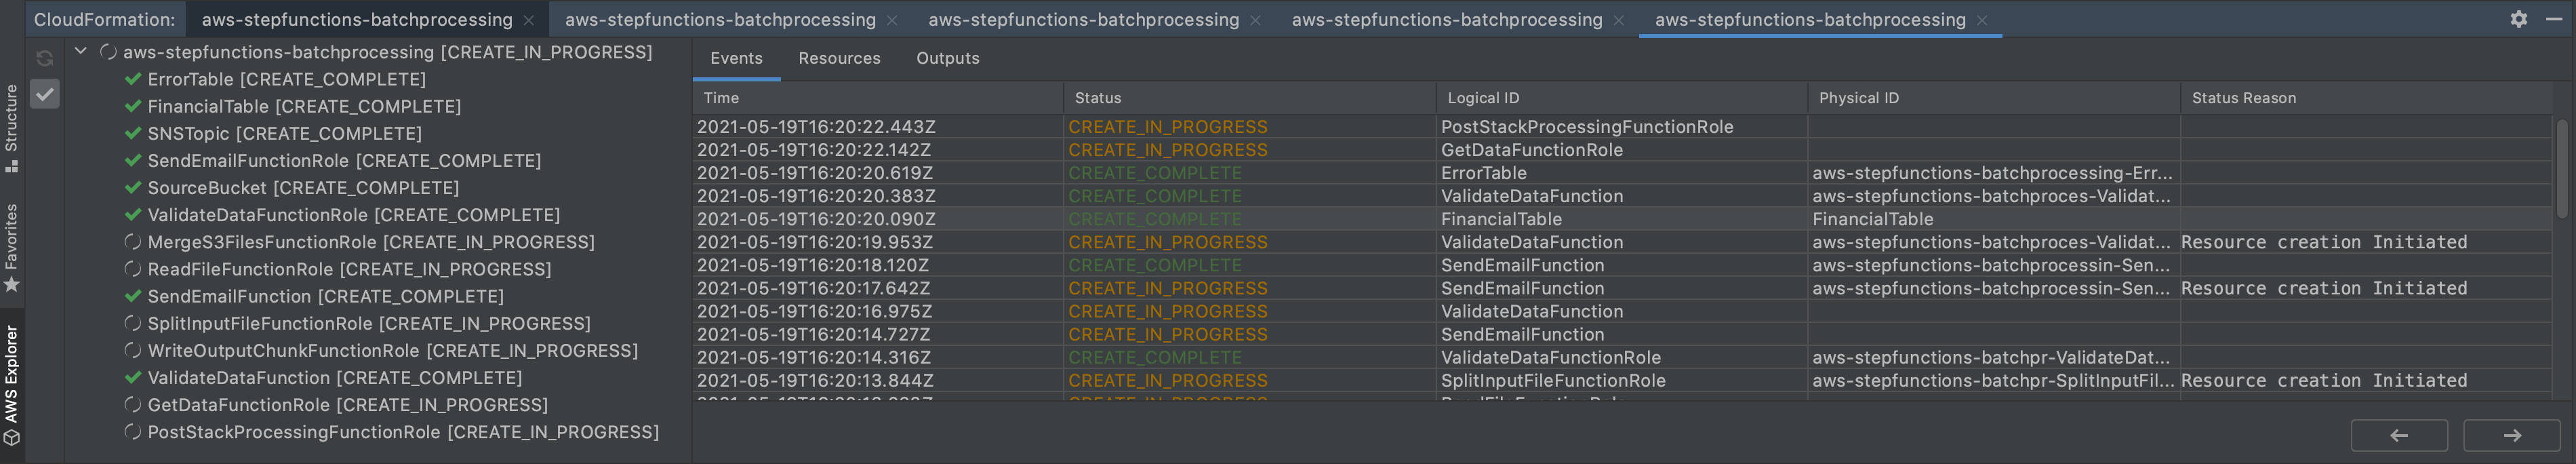 CloudFormation: aws-stepfunctions-batchprocessing aws-stepfunctions-batchprocessing aws-stepfunctions-batchprocessing aws-stepfunctions-batchprocessing aws-stepfunctions-batchprocessing
Structure
Favorites
AWS Explorer
aws-stepfunctions-batchprocessing [CREATE_IN_PROGRESS]
ErrorTable [CREATE_COMPLETE]
FinancialTable [CREATE_COMPLETE]
SNSTopic [CREATE_COMPLETE]
SendEmailFunctionRole [CREATE_COMPLETE]
SourceBucket [CREATE_COMPLETE]
ValidateDataFunctionRole [CREATE_COMPLETE]
MergeS3FilesFunctionRole [CREATE_IN_PROGRESS]
ReadFileFunctionRole [CREATE_IN_PROGRESS]
SendEmailFunction [CREATE_COMPLETE]
SplitInputFileFunctionRole [CREATE_IN_PROGRESS]
WriteOutputChunkFunctionRole [CREATE_IN_PROGRESS]
ValidateDataFunction [CREATE_COMPLETE]
GetDataFunctionRole [CREATE_IN_PROGRESS]
PostStackProcessingFunctionRole [CREATE_IN_PROGRESS]
Events Resources Outputs
Time Status Logical ID Physical ID Status Reason
2021-05-19T16:20:22.443Z CREATE_IN_PROGRESS PostStackProcessingFunctionRole
2021-05-19T16:20:22.142Z CREATE_IN_PROGRESS GetDataFunctionRole
2021-05-19T16:20:20.619Z CREATE_COMPLETE ErrorTable aws-stepfunctions-batchprocessing-Err...
2021-05-19T16:20:20.383Z CREATE_COMPLETE ValidateDataFunction aws-stepfunctions-batchproces-Validat...
2021-05-19T16:20:20.090Z CREATE_COMPLETE FinancialTable FinancialTable
2021-05-19T16:20:19.953Z CREATE_IN_PROGRESS ValidateDataFunction aws-stepfunctions-batchproces-Validat... Resource creation Initiated
2021-05-19T16:20:18.120Z CREATE_COMPLETE SendEmailFunction aws-stepfunctions-batchprocessin-Sen...
2021-05-19T16:20:17.642Z CREATE_IN_PROGRESS SendEmailFunction aws-stepfunctions-batchprocessin-Sen... Resource creation Initiated
2021-05-19T16:20:16.975Z CREATE_IN_PROGRESS ValidateDataFunction
2021-05-19T16:20:14.727Z CREATE_IN_PROGRESS SendEmailFunction
2021-05-19T16:20:14.316Z CREATE_COMPLETE ValidateDataFunctionRole aws-stepfunctions-batchpr-ValidateDat...
2021-05-19T16:20:13.844Z CREATE_IN_PROGRESS SplitInputFileFunctionRole aws-stepfunctions-batchpr-SplitInputFil... Resource creation Initiated